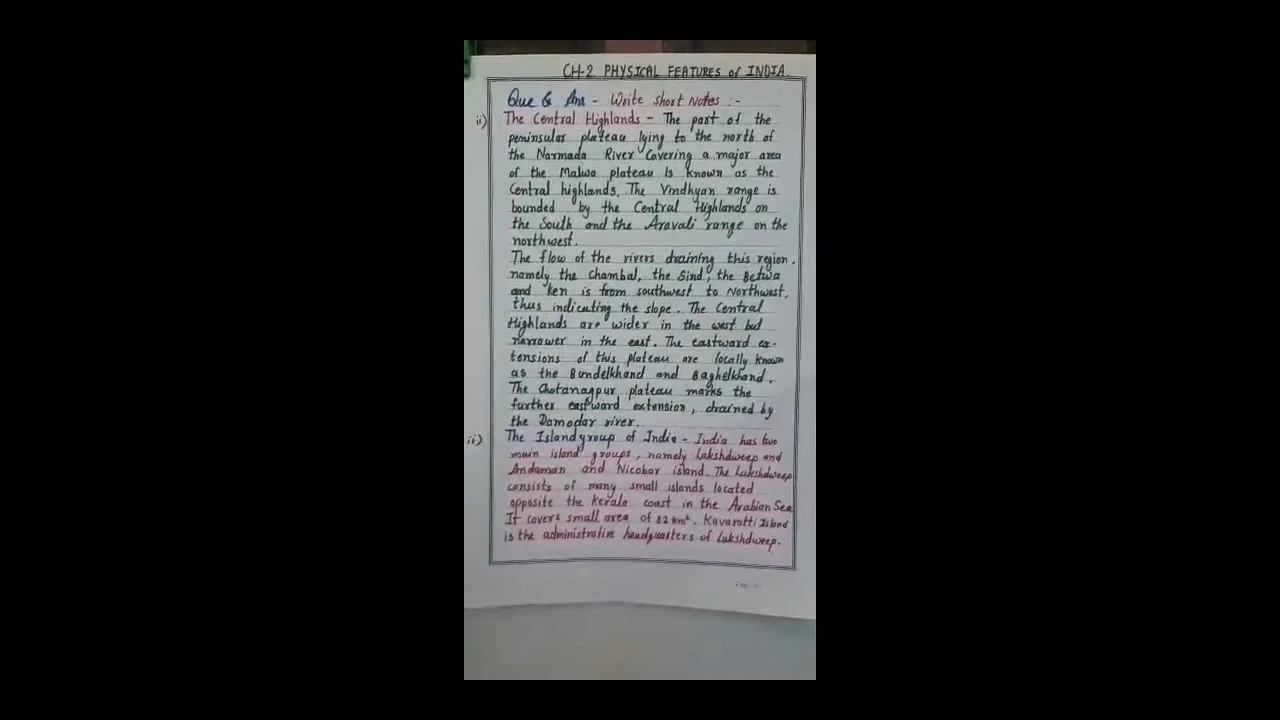 CH-2 PHYSICAL FEATURES of INDIA.
Que & Ans - Write Short Notes :-
ii) The Central Highlands - The part of the
peninsular plateau lying to the north of
the Narmada River Covering a major area
of the Malwa plateau Is known as the
Central highlands. The Vindhyan range is
bounded by the Central Highlands on
the South and the Aravali range on the
northwest.
The flow of the rivers draining this region.
namely the Chambal, the Sind, the Betwa
and Ken is from southwest to Northwest,
thus indicating the slope. The Central
Highlands are wider in the west but
narrower in the east. The eastward ex-
tensions of this plateau are locally known
as the Bundelkhand and Baghelkhand.
The Chotanagpur plateau marks the
further eastward extension, drained by
the Damodar river.
iii) The Island group of India - India has two
main island groups, namely Lakshdweep and
Andaman and Nicobar island. The Lakshdweep
consists of many small islands located
opposite the Kerala coast in the Arabian Sea.
It covers small area of 32 km². Kavaratti Island
is the administrative headquarters of Lakshdweep.